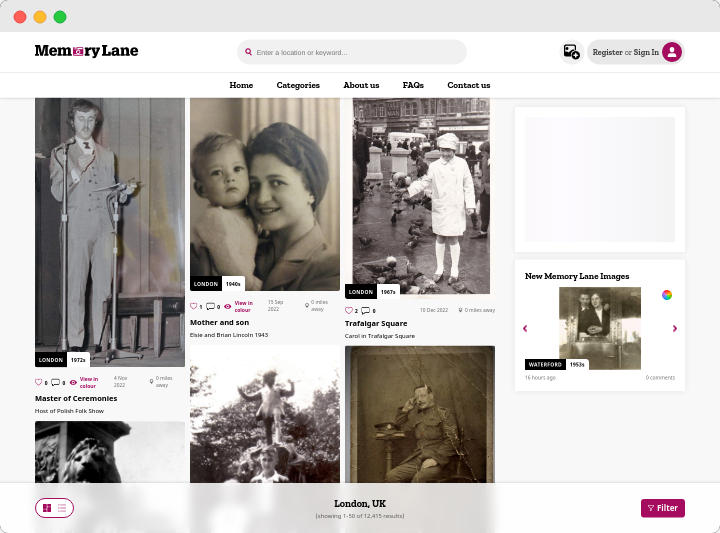 Memory Lane
Enter a location or keyword...
Register or Sign In
Home Categories About us FAQs Contact us
LONDON 1972s
0 0 View in colour 4 Nov 2022 0 miles away
Master of Ceremonies
Host of Polish Folk Show
LONDON 1940s
1 0 View in colour 15 Sep 2022 0 miles away
Mother and son
Elsie and Brian Lincoln 1943
LONDON 1967s
2 0 10 Dec 2022 0 miles away
Trafalgar Square
Carol in Trafalgar Square
New Memory Lane Images
WATERFORD 1953s
16 hours ago 0 comments
London, UK
(showing 1-50 of 12,415 results)
Filter